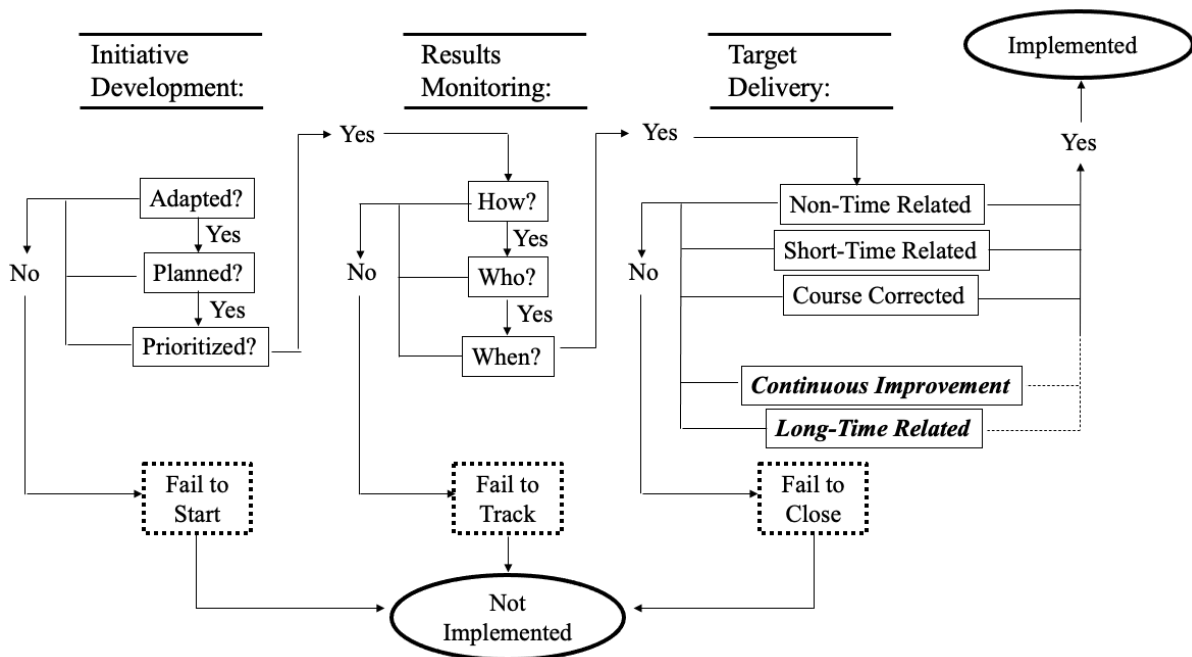 Implemented
Initiative
Development:
Results
Monitoring:
Target
Delivery:
Yes
Yes
Yes
Adapted?
Yes
Planned?
Yes
Prioritized?
No
How?
Yes
Who?
Yes
When?
No
Non-Time Related
Short-Time Related
Course Corrected
Continuous Improvement
Long-Time Related
No
Fail to
Start
Fail to
Track
Fail to
Close
Not
Implemented